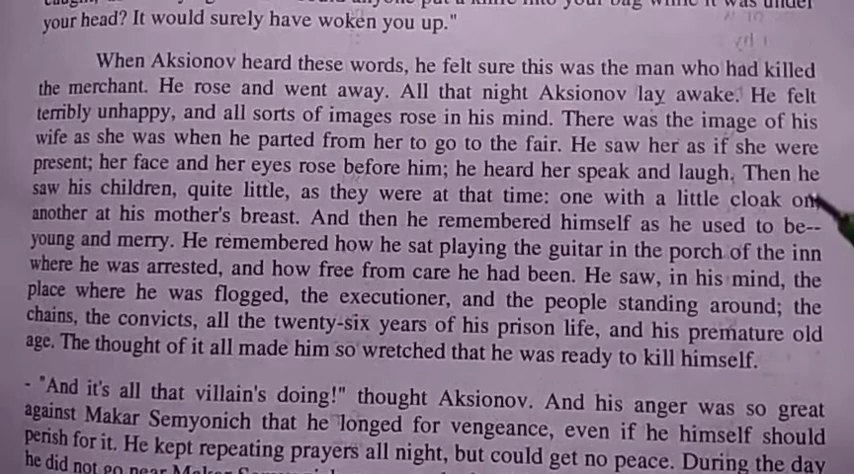 put a knife into your bag while it was under
your head? It would surely have woken you up."
When Aksionov heard these words, he felt sure this was the man who had killed
the merchant. He rose and went away. All that night Aksionov lay awake. He felt
terribly unhappy, and all sorts of images rose in his mind. There was the image of his
wife as she was when he parted from her to go to the fair. He saw her as if she were
present; her face and her eyes rose before him; he heard her speak and laugh. Then he
saw his children, quite little, as they were at that time: one with a little cloak on,
another at his mother's breast. And then he remembered himself as he used to be--
young and merry. He remembered how he sat playing the guitar in the porch of the inn
where he was arrested, and how free from care he had been. He saw, in his mind, the
place where he was flogged, the executioner, and the people standing around; the
chains, the convicts, all the twenty-six years of his prison life, and his premature old
age. The thought of it all made him so wretched that he was ready to kill himself.
- "And it's all that villain's doing!" thought Aksionov. And his anger was so great
against Makar Semyonich that he longed for vengeance, even if he himself should
perish for it. He kept repeating prayers all night, but could get no peace. During the day
he did not go near Makar